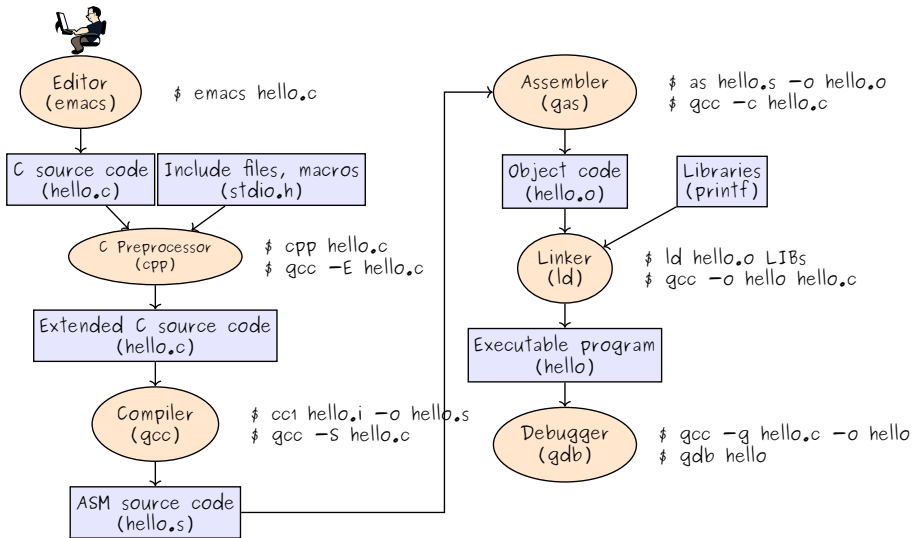 Editor
(emacs)
$ emacs hello.c
C source code
(hello.c)
Include files, macros
(stdio.h)
C Preprocessor
(cpp)
$ cpp hello.c
$ gcc -E hello.c
Extended C source code
(hello.c)
Compiler
(gcc)
$ cc1 hello.i -o hello.s
$ gcc -S hello.c
ASM source code
(hello.s)
Assembler
(gas)
$ as hello.s -o hello.o
$ gcc -c hello.c
Object code
(hello.o)
Libraries
(printf)
Linker
(ld)
$ ld hello.o LIBs
$ gcc -o hello hello.c
Executable program
(hello)
Debugger
(gdb)
$ gcc -g hello.c -o hello
$ gdb hello